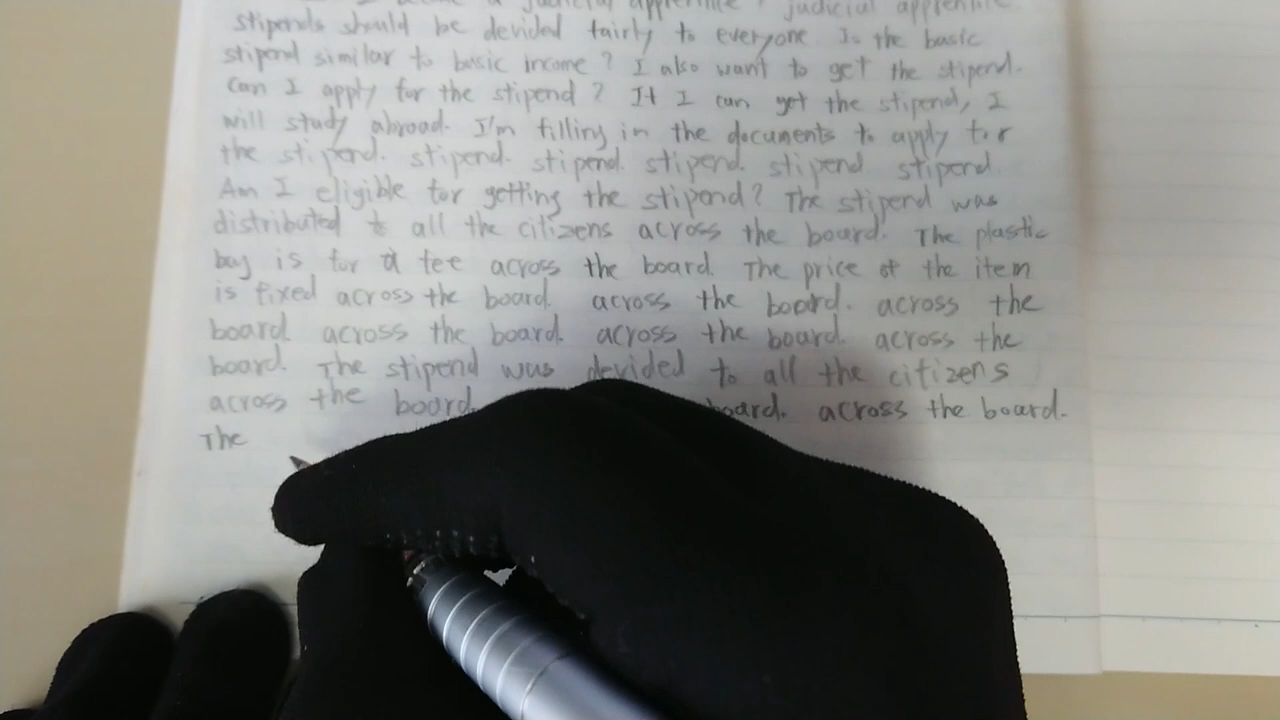 judicial apprentice
stipends should be devided fairly to everyone Is the basic
stipend similar to basic income? I also want to get the stipend.
Can I apply for the stipend? If I can get the stipend, I
will study abroad. I'm filling in the documents to apply for
the stipend. stipend. stipend. stipend. stipend stipend
Am I eligible for getting the stipend? The stipend was
distributed to all the citizens across the board. The plastic
bag is for a fee across the board. The price of the item
is fixed across the board. across the board. across the
board across the board. across the board. across the
board. The stipend was devided to all the citizens
across the board. board. across the board.
The